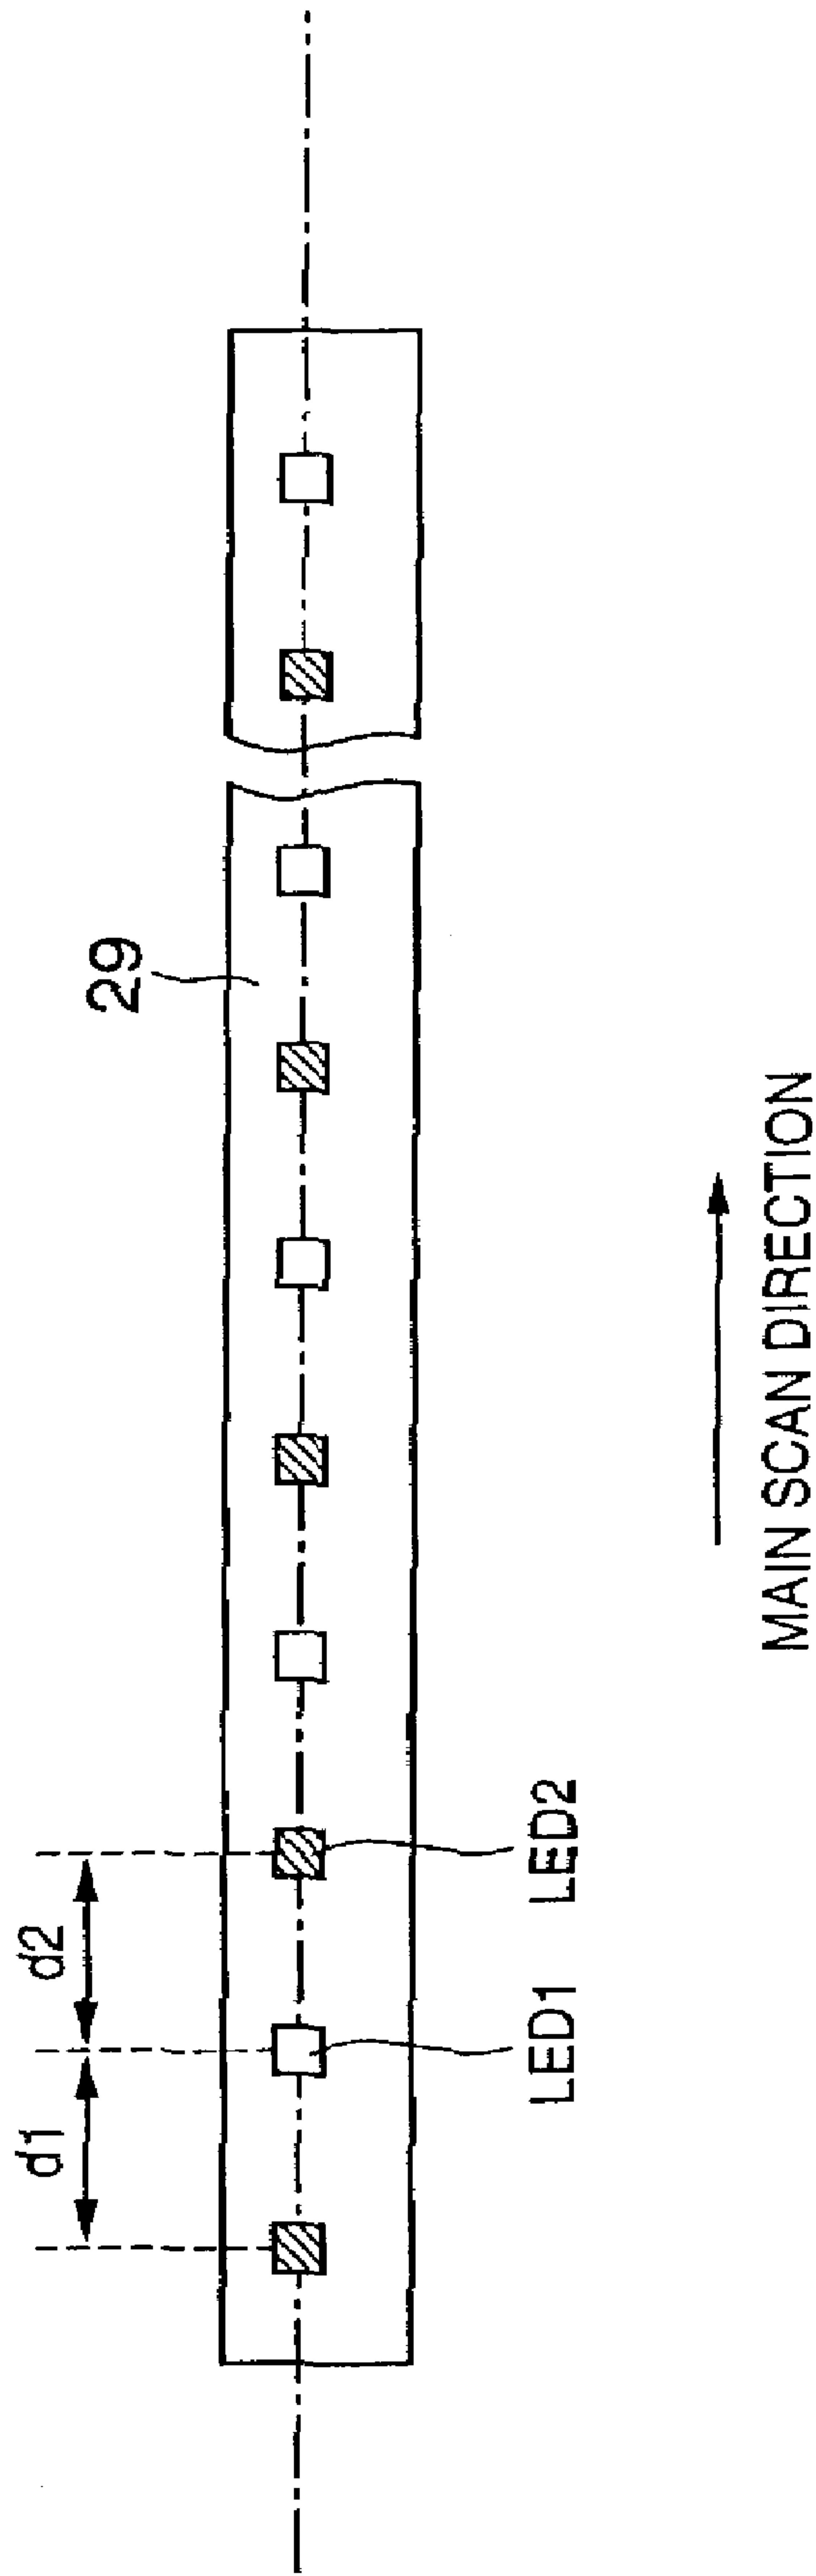 d1
d2
29
LED1
LED2
MAIN SCAN DIRECTION